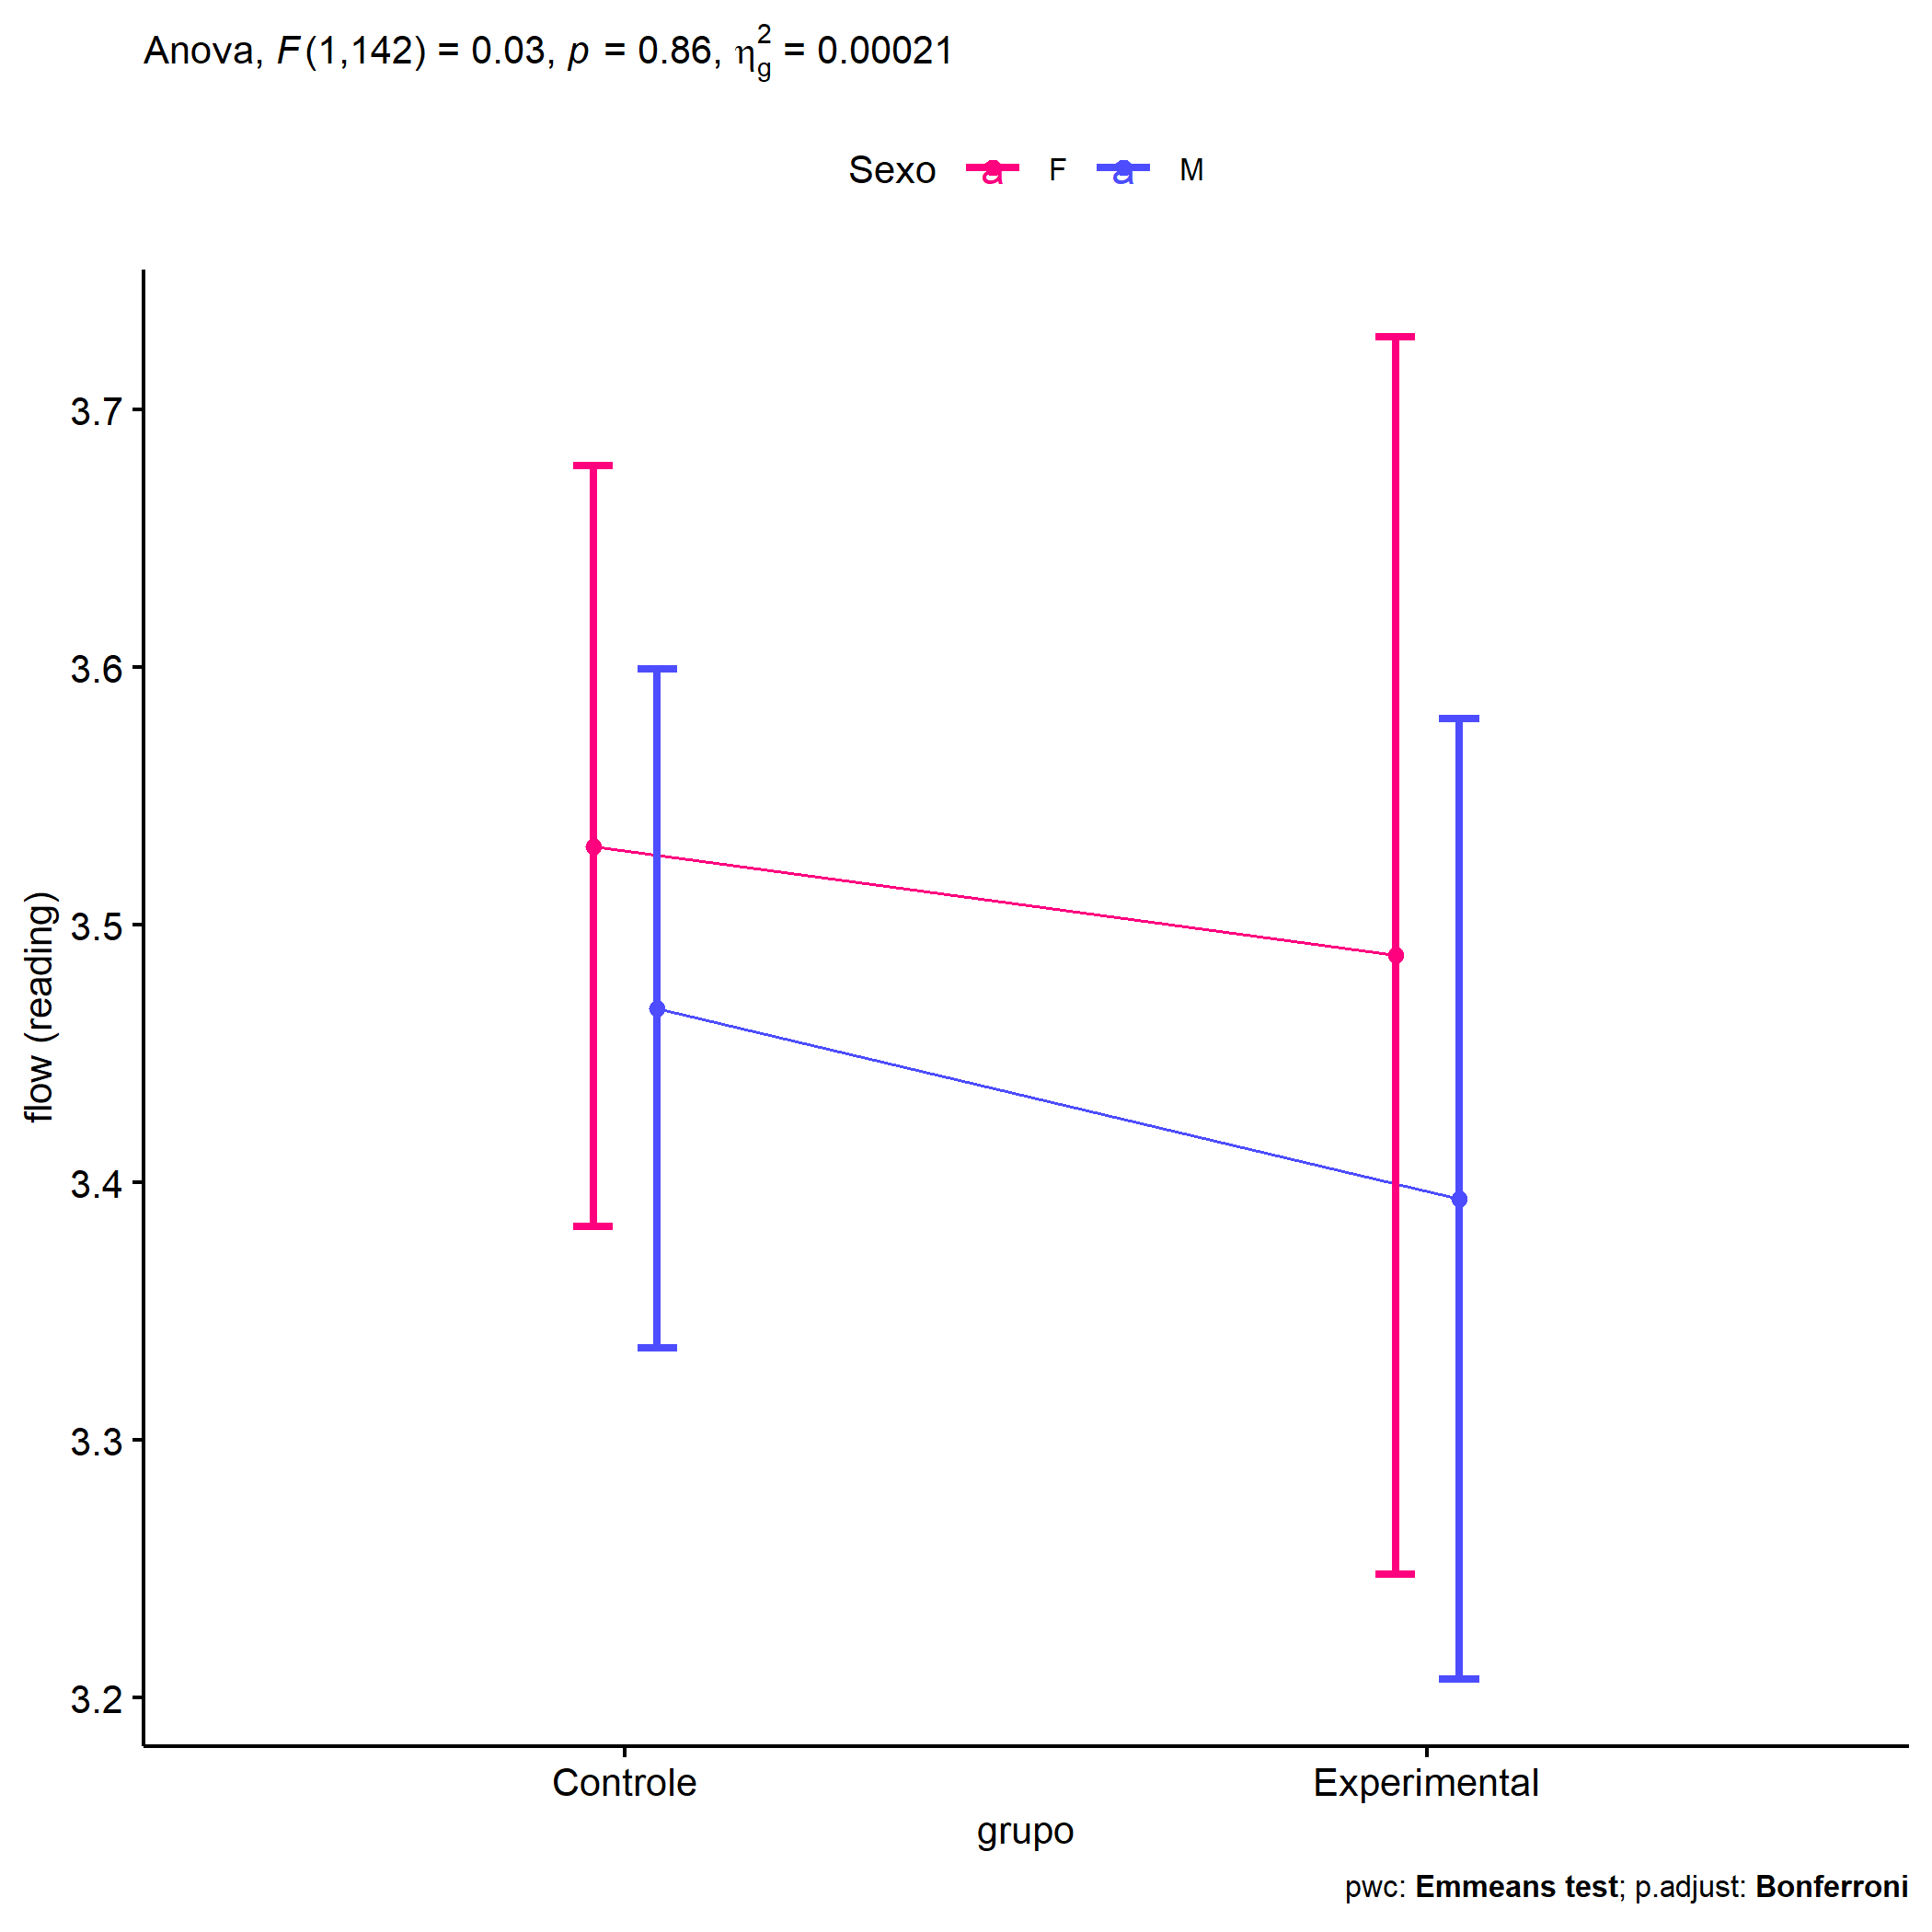 Anova, F(1,142) = 0.03, p = 0.86, η²g = 0.00021
Sexo a F a M
flow (reading)
3.7
3.6
3.5
3.4
3.3
3.2
Controle Experimental
grupo
pwc: Emmeans test; p.adjust: Bonferroni